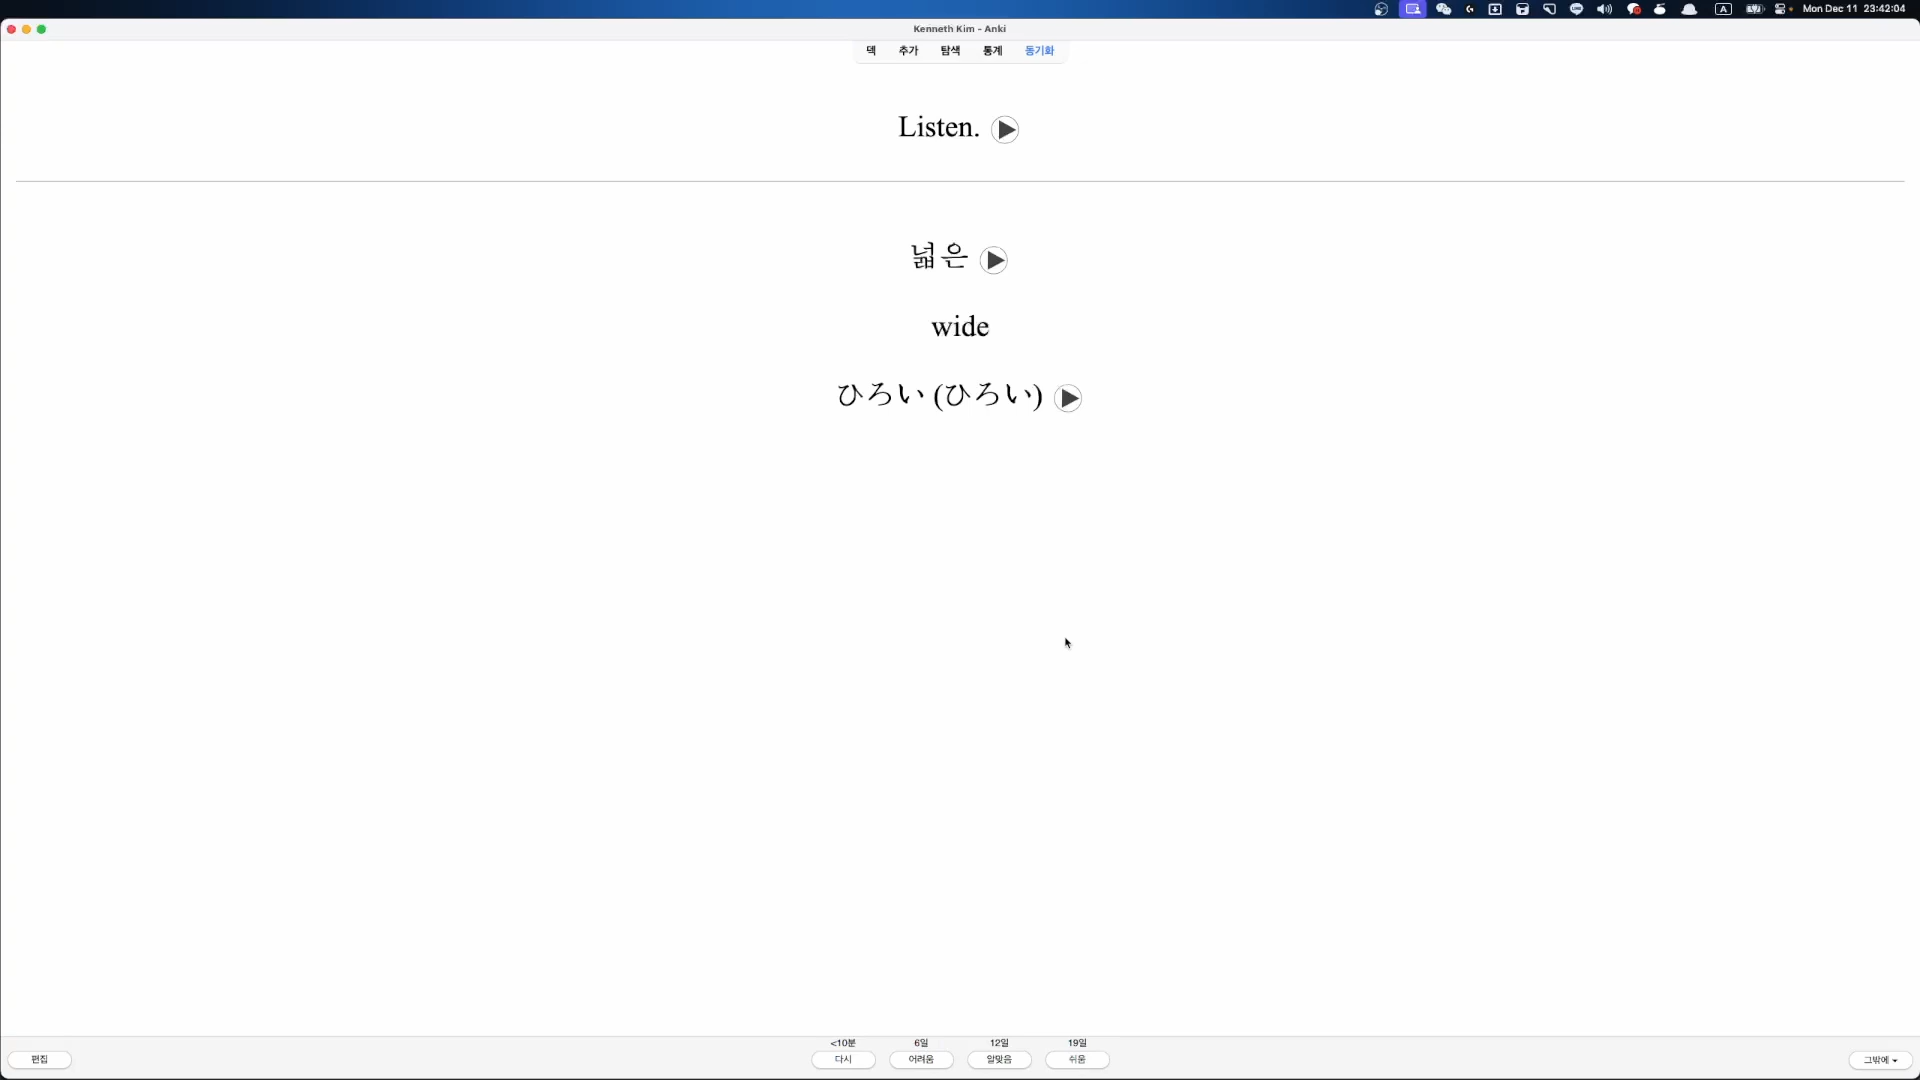 Mon Dec 11 23:42:04
Kenneth Kim - Anki
덱 추가 탐색 통계 동기화
Listen.
넓은
wide
ひろい (ひろい)
<10분 6일 12일 19일
편집 다시 어려움 알맞음 쉬움 그밖에